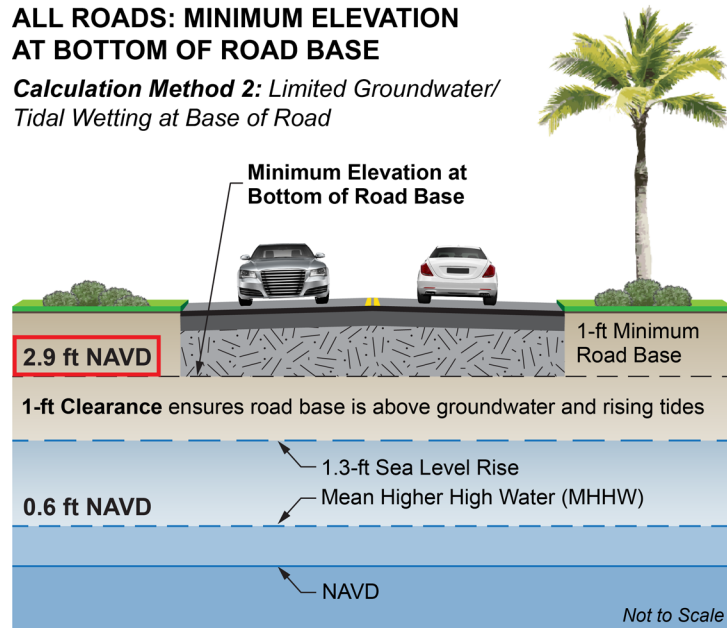 ALL ROADS: MINIMUM ELEVATION
AT BOTTOM OF ROAD BASE
Calculation Method 2: Limited Groundwater/
Tidal Wetting at Base of Road
Minimum Elevation at
Bottom of Road Base
1-ft Minimum
Road Base
2.9 ft NAVD
1-ft Clearance ensures road base is above groundwater and rising tides
1.3-ft Sea Level Rise
Mean Higher High Water (MHHW)
0.6 ft NAVD
NAVD
Not to Scale